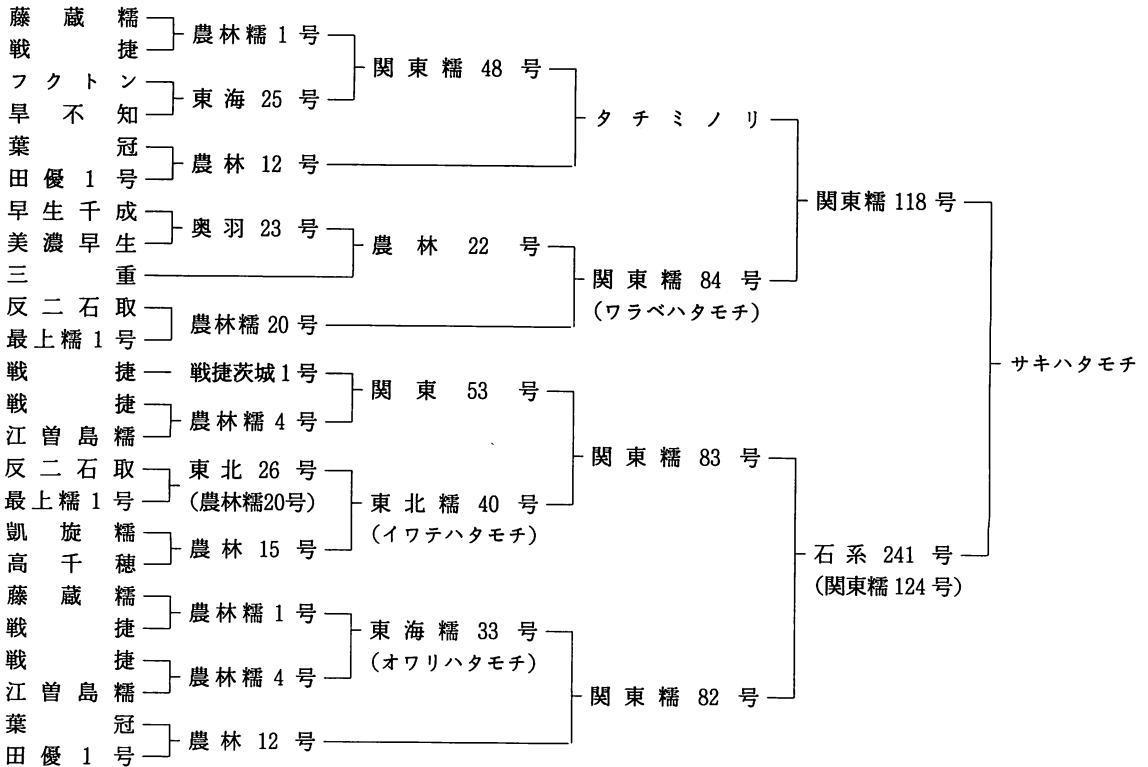 藤蔵糯
戦捷
フクトン
旱不知
葉冠
田優1号
早生千成
美濃早生
三重
反二石取
最上糯1号
戦捷
戦捷
江曽島糯
反二石取
最上糯1号
凱旋糯
高千穂
藤蔵糯
戦捷
戦捷
江曽島糯
葉冠
田優1号
農林糯1号
東海25号
農林12号
奥羽23号
農林糯20号
戦捷茨城1号
農林糯4号
東北26号
(農林糯20号)
農林15号
農林糯1号
農林糯4号
農林12号
関東糯48号
農林22号
関東53号
東北糯40号
(イワテハタモチ)
東海糯33号
(オワリハタモチ)
タチミノリ
関東糯84号
(ワラベハタモチ)
関東糯83号
関東糯82号
関東糯118号
石系241号
(関東糯124号)
サキハタモチ